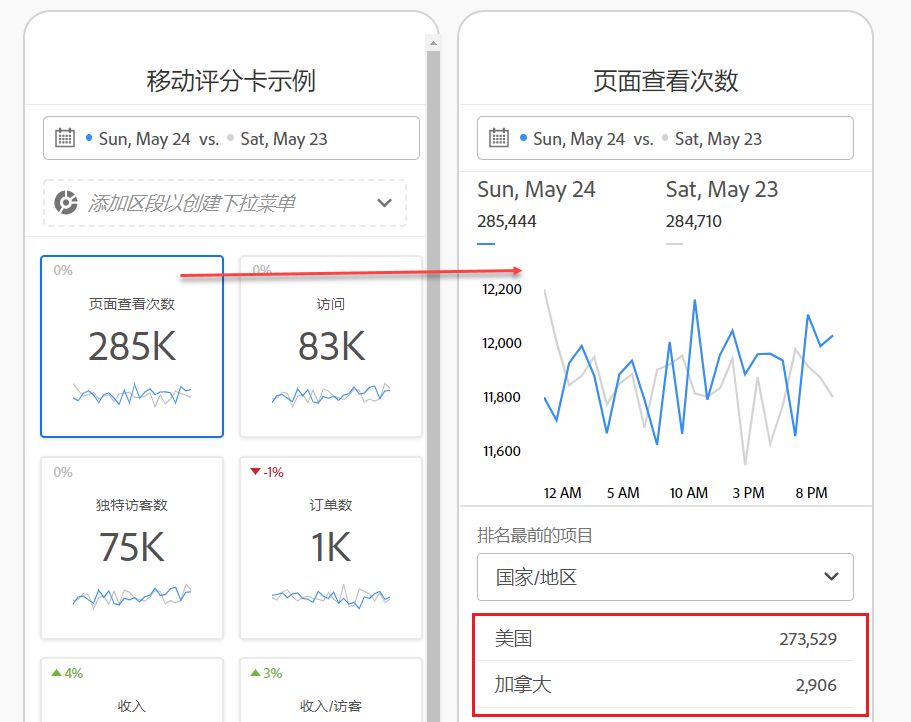 移动评分卡示例
Sun, May 24 vs. Sat, May 23
添加区段以创建下拉菜单
0%
页面查看次数
285K
0%
访问
83K
0%
独特访客数
75K
-1%
订单数
1K
4%
收入
3%
收入/访客
页面查看次数
Sun, May 24 vs. Sat, May 23
Sun, May 24 Sat, May 23
285,444 284,710
12,200
12,000
11,800
11,600
12 AM 5 AM 10 AM 3 PM 8 PM
排名最前的项目
国家/地区
美国 273,529
加拿大 2,906